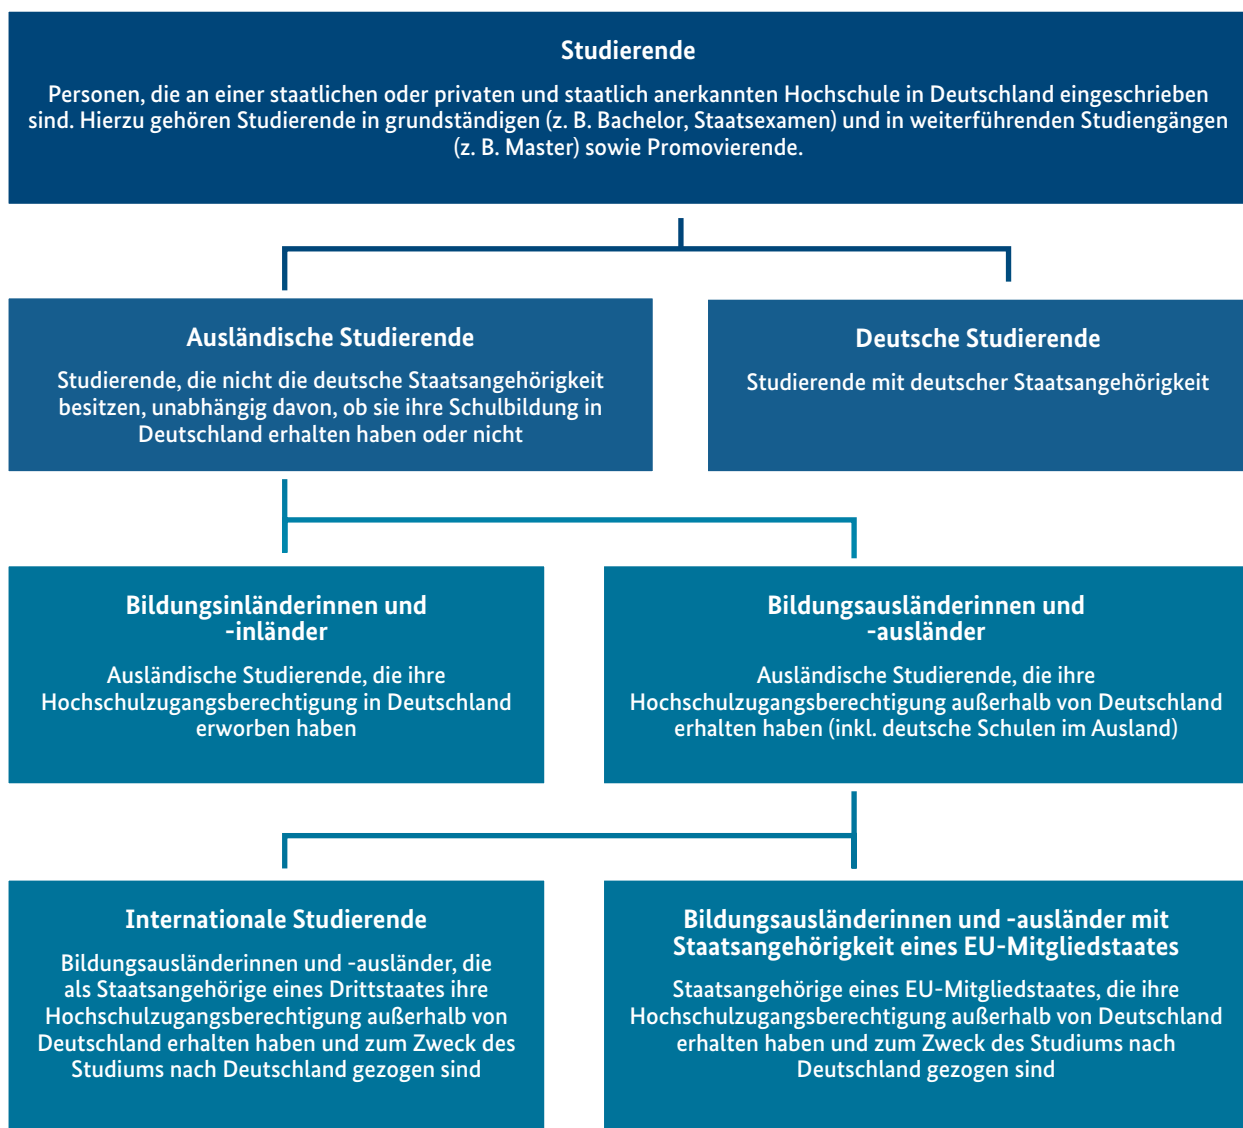 Studierende
Personen, die an einer staatlichen oder privaten und staatlich anerkannten Hochschule in Deutschland eingeschrieben
sind. Hierzu gehören Studierende in grundständigen (z. B. Bachelor, Staatsexamen) und in weiterführenden Studiengängen
(z. B. Master) sowie Promovierende.
Ausländische Studierende
Studierende, die nicht die deutsche Staatsangehörigkeit
besitzen, unabhängig davon, ob sie ihre Schulbildung in
Deutschland erhalten haben oder nicht
Deutsche Studierende
Studierende mit deutscher Staatsangehörigkeit
Bildungsinländerinnen und
-inländer
Ausländische Studierende, die ihre
Hochschulzugangsberechtigung in Deutschland
erworben haben
Bildungsausländerinnen und
-ausländer
Ausländische Studierende, die ihre
Hochschulzugangsberechtigung außerhalb von Deutschland
erhalten haben (inkl. deutsche Schulen im Ausland)
Internationale Studierende
Bildungsausländerinnen und -ausländer, die
als Staatsangehörige eines Drittstaates ihre
Hochschulzugangsberechtigung außerhalb von
Deutschland erhalten haben und zum Zweck des
Studiums nach Deutschland gezogen sind
Bildungsausländerinnen und -ausländer mit
Staatsangehörigkeit eines EU-Mitgliedstaates
Staatsangehörige eines EU-Mitgliedstaates, die ihre
Hochschulzugangsberechtigung außerhalb von Deutschland
erhalten haben und zum Zweck des Studiums nach
Deutschland gezogen sind